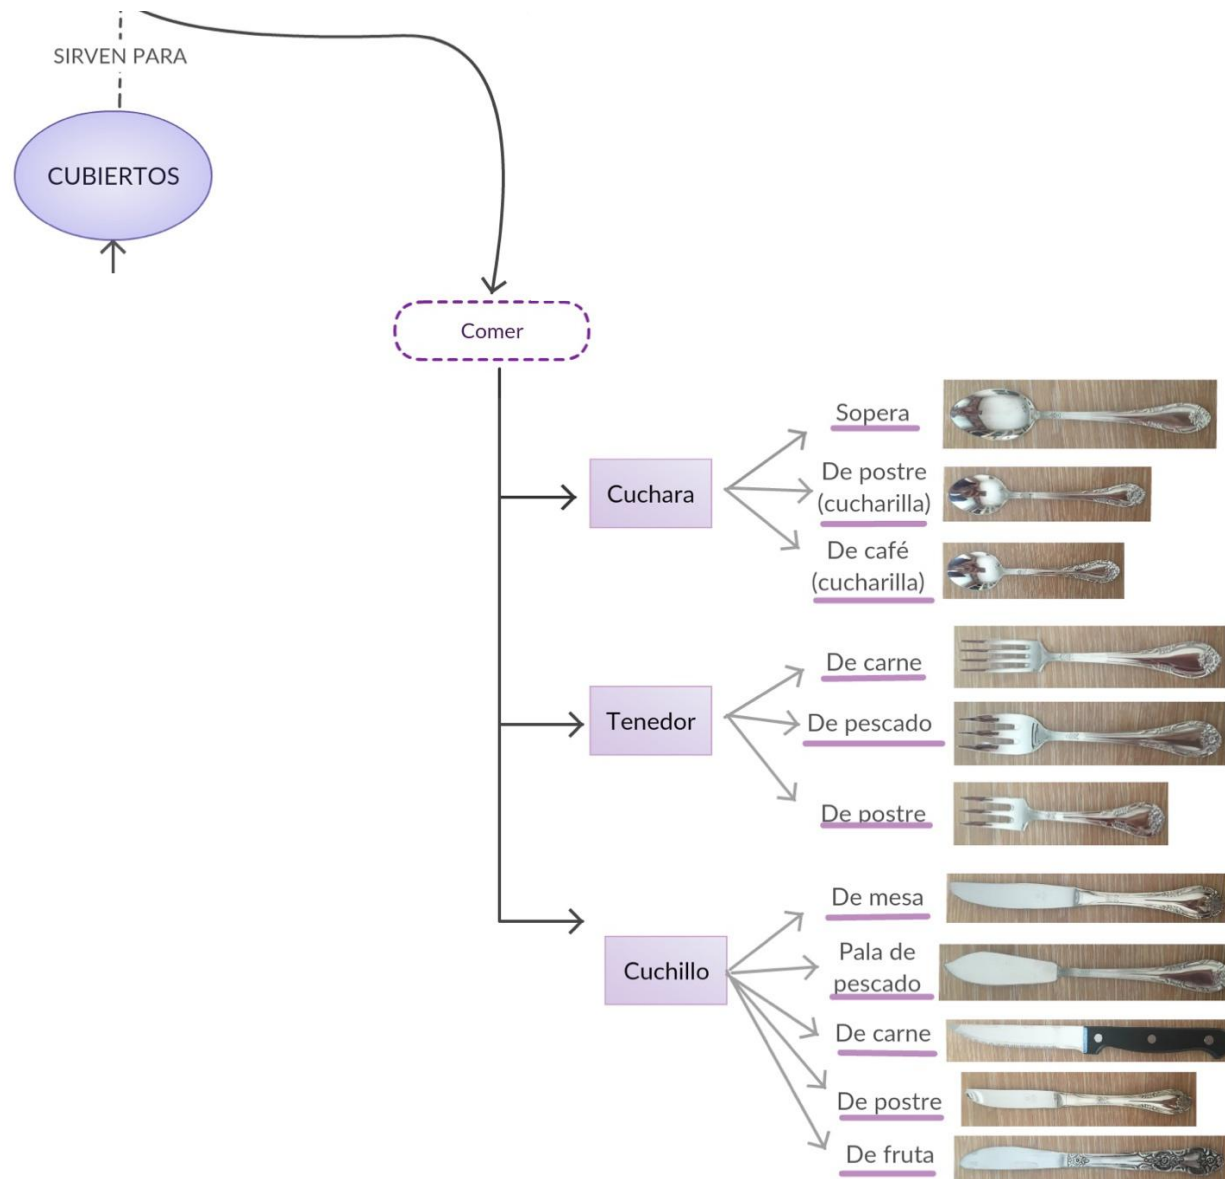 SIRVEN PARA
CUBIERTOS
Comer
Cuchara
Sopera
De postre
(cucharilla)
De café
(cucharilla)
Tenedor
De carne
De pescado
De postre
Cuchillo
De mesa
Pala de
pescado
De carne
De postre
De fruta